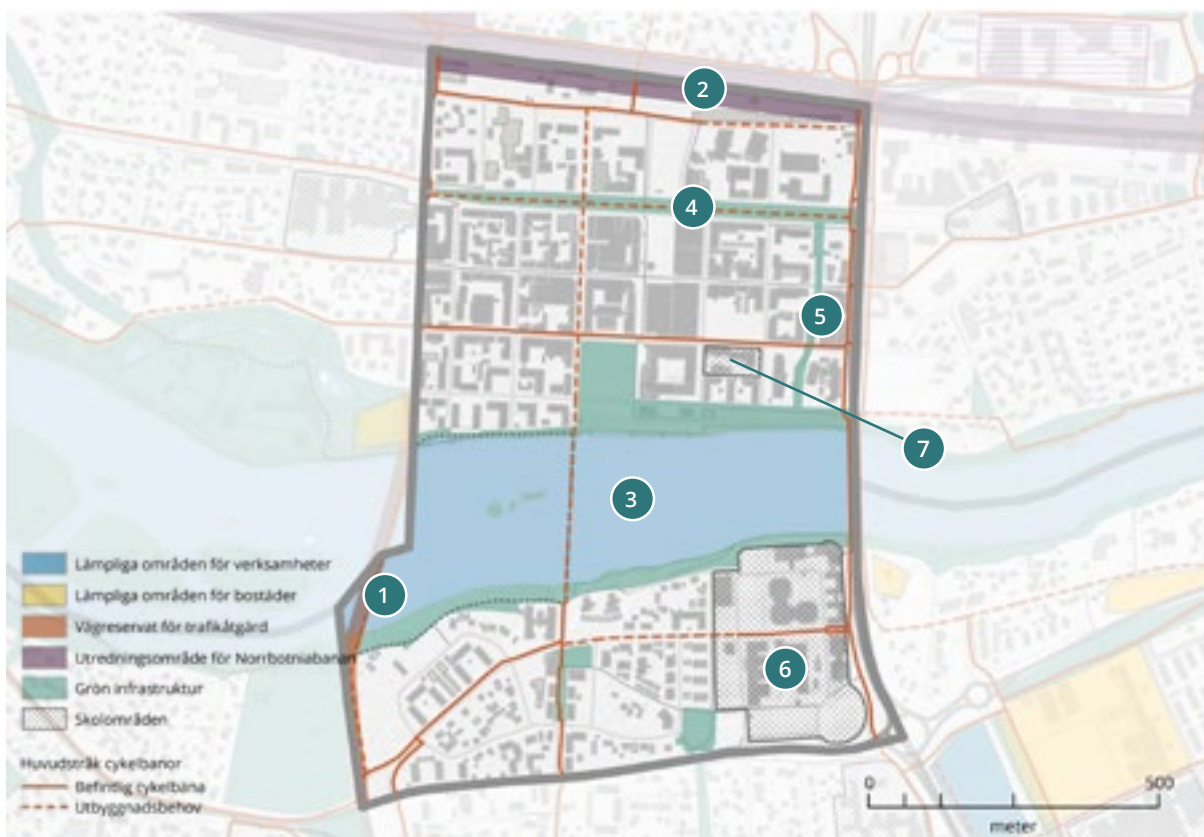 2
4
5
7
3
1
6
Lämpliga områden för verksamheter
Lämpliga områden för bostäder
Vägreservat för trafikåtgärd
Utredningsområde för Norrbotniabanan
Grön infrastruktur
Skolområden
Huvudstråk cykelbanor
Befintlig cykelbana
Utbyggnadsbehov
0 500
meter